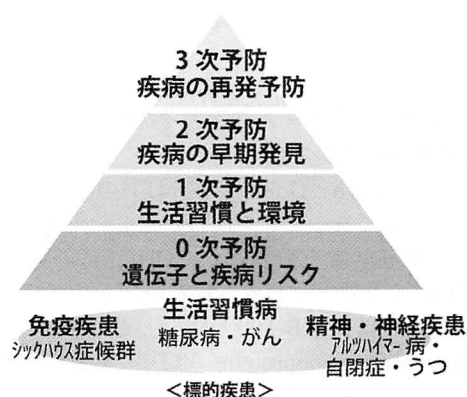 3 次予防
疾病の再発予防
2 次予防
疾病の早期発見
1 次予防
生活習慣と環境
0 次予防
遺伝子と疾病リスク
生活習慣病
糖尿病・がん
免疫疾患
シックハウス症候群
精神・神経疾患
アルツハイマー病・
自閉症・うつ
＜標的疾患＞